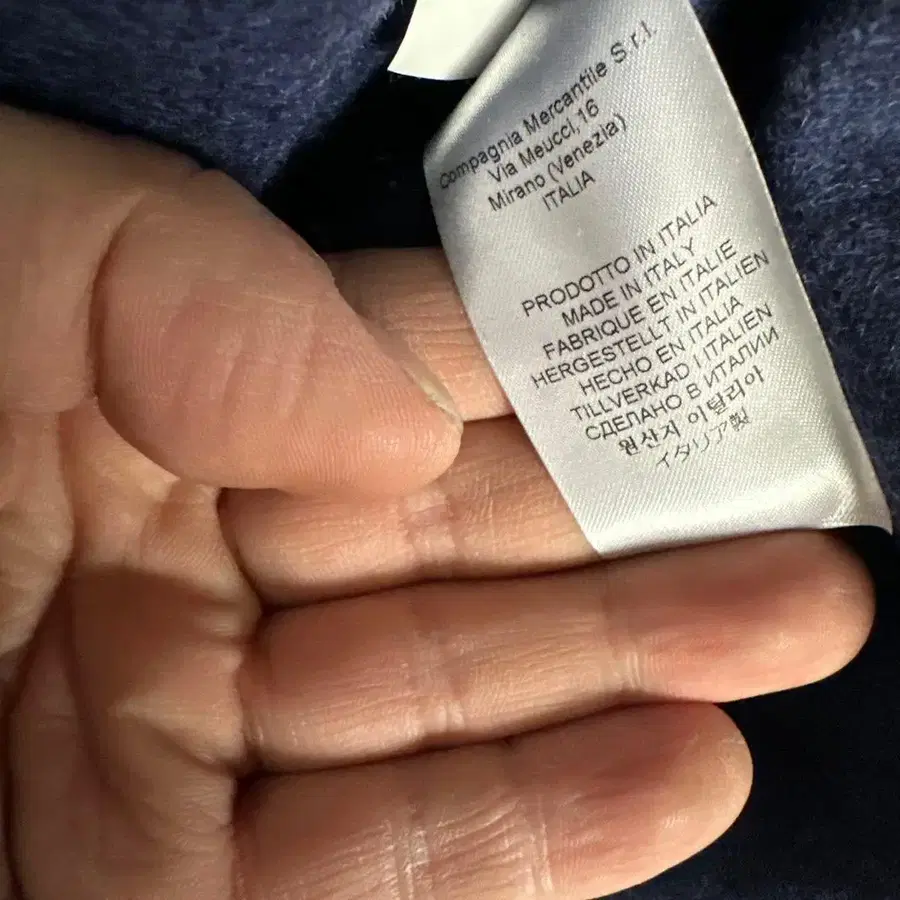 Compagnia Mercantile S.r.l.
Via Meucci, 16
Mirano (Venezia)
ITALIA
PRODOTTO IN ITALIA
MADE IN ITALY
FABRIQUE EN ITALIE
HERGESTELLT IN ITALIEN
HECHO EN ITALIA
TILLVERKAD I ITALIEN
СДЕЛАНО В ИТАЛИИ
원산지 이탈리아
イタリア製